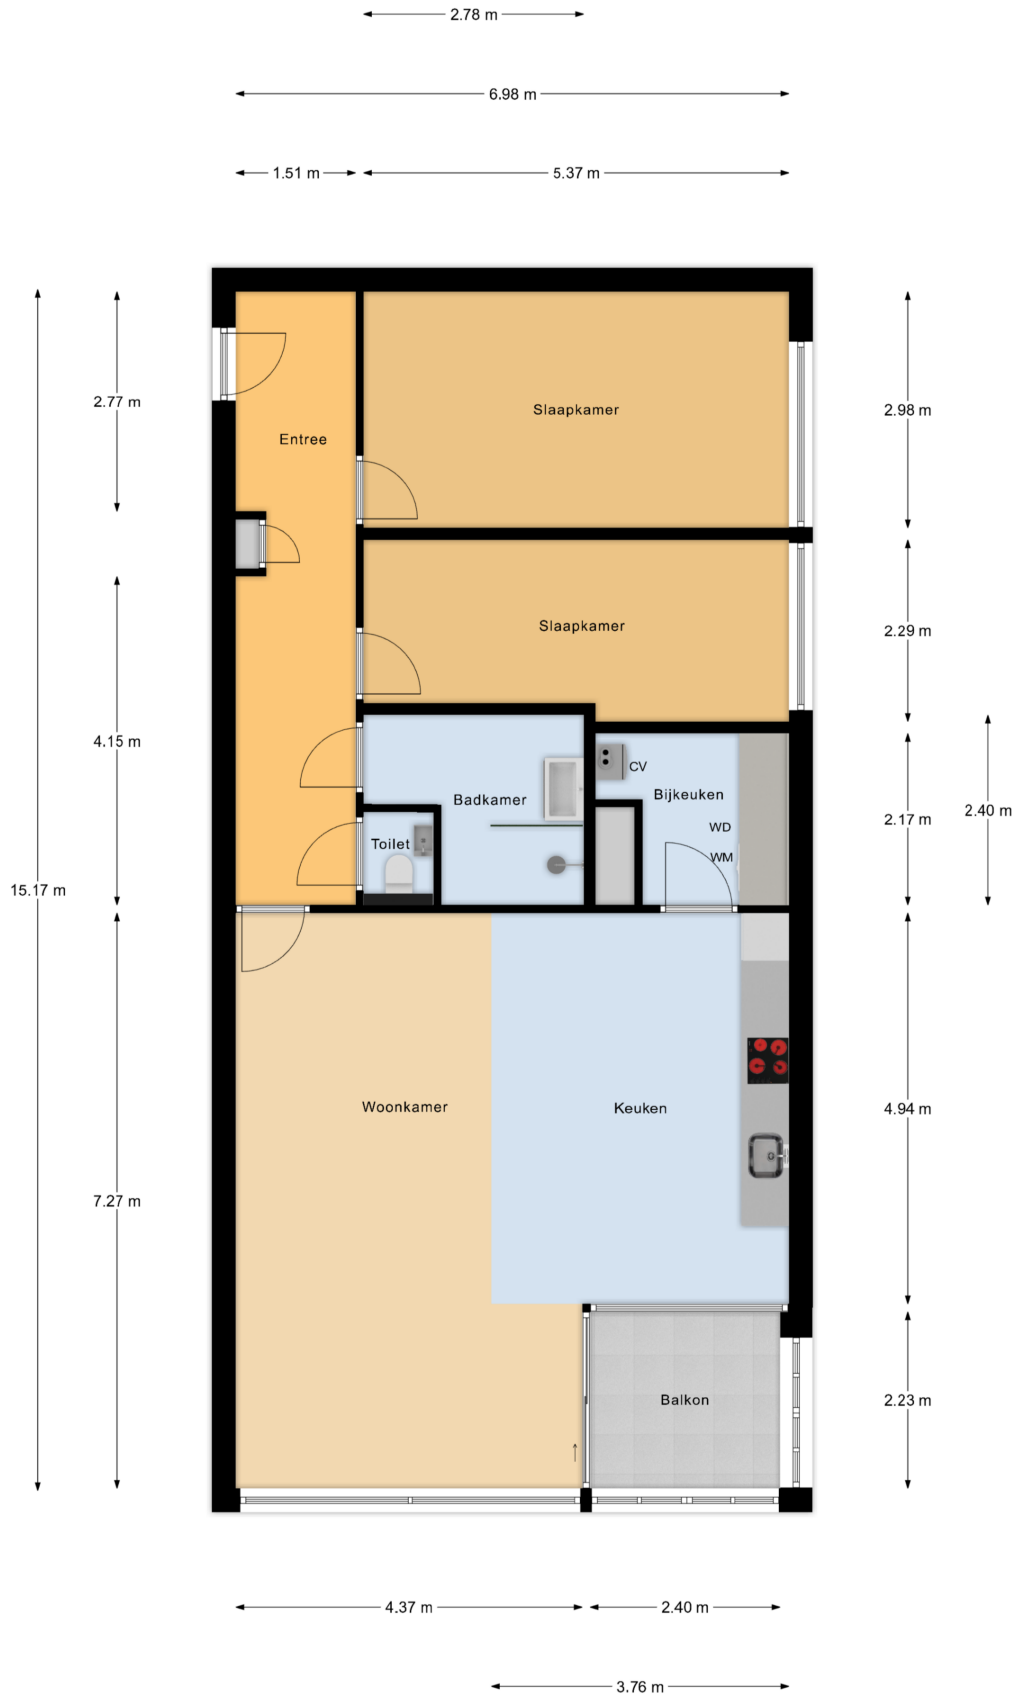 2.78 m
6.98 m
1.51 m
5.37 m
2.77 m
Slaapkamer
2.98 m
Entree
Slaapkamer
2.29 m
4.15 m
CV
Badkamer
Bijkeuken
2.40 m
2.17 m
WD
Toilet
WM
15.17 m
Woonkamer
Keuken
4.94 m
7.27 m
Balkon
2.23 m
4.37 m
2.40 m
3.76 m